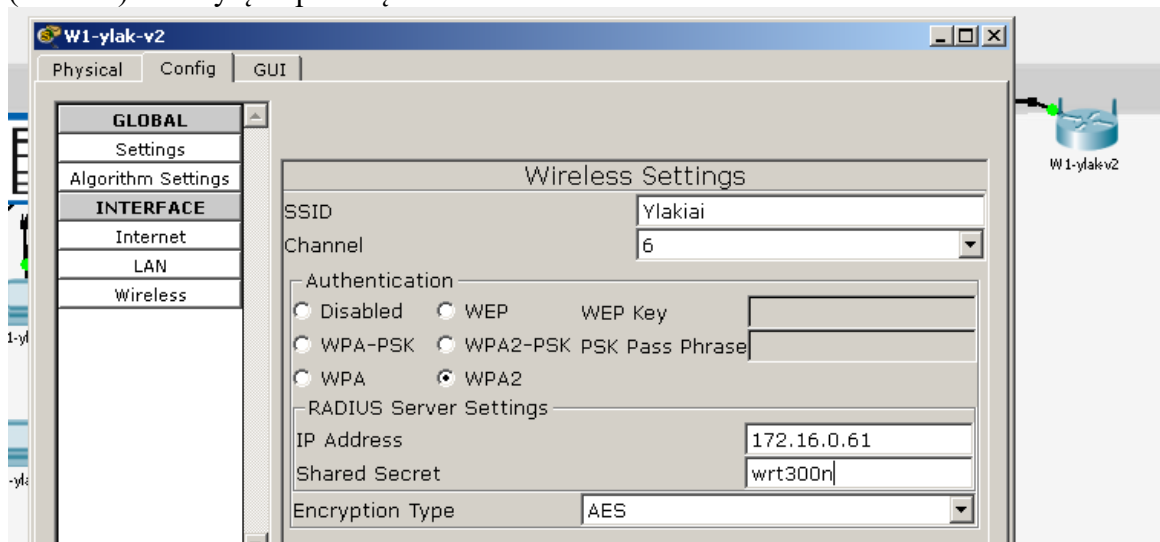 W1-ylak-v2
Physical Config GUI
GLOBAL
Settings
Algorithm Settings
INTERFACE
Internet
LAN
Wireless
Wireless Settings
SSID Ylakiai
Channel 6
Authentication
Disabled WEP WEP Key
WPA-PSK WPA2-PSK PSK Pass Phrase
WPA WPA2
RADIUS Server Settings
IP Address 172.16.0.61
Shared Secret wrt300n
Encryption Type AES
W1-ylak-v2